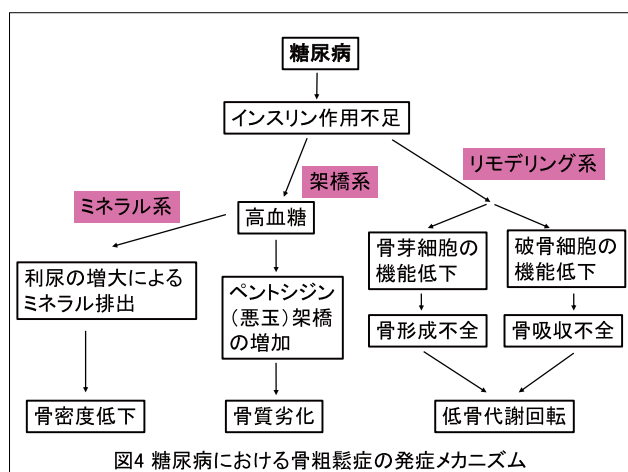 糖尿病
インスリン作用不足
ミネラル系
架橋系
リモデリング系
高血糖
利尿の増大による
ミネラル排出
ペントシジン
(悪玉)架橋
の増加
骨芽細胞の
機能低下
破骨細胞の
機能低下
骨形成不全
骨吸収不全
骨密度低下
骨質劣化
低骨代謝回転
図4 糖尿病における骨粗鬆症の発症メカニズム